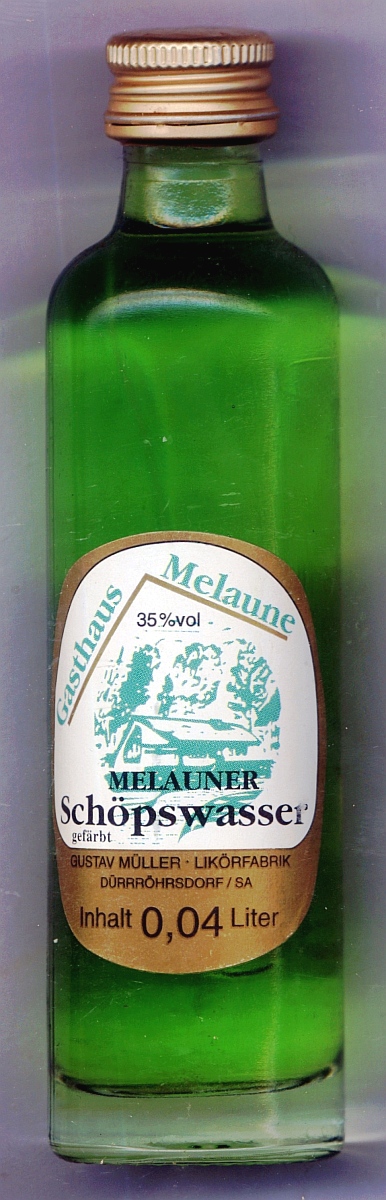 Gasthaus Melaune
35%vol
MELAUNER
Schöpswasser
gefärbt
GUSTAV MÜLLER · LIKÖRFABRIK
DÜRRRÖHRSDORF / SA
Inhalt 0,04 Liter